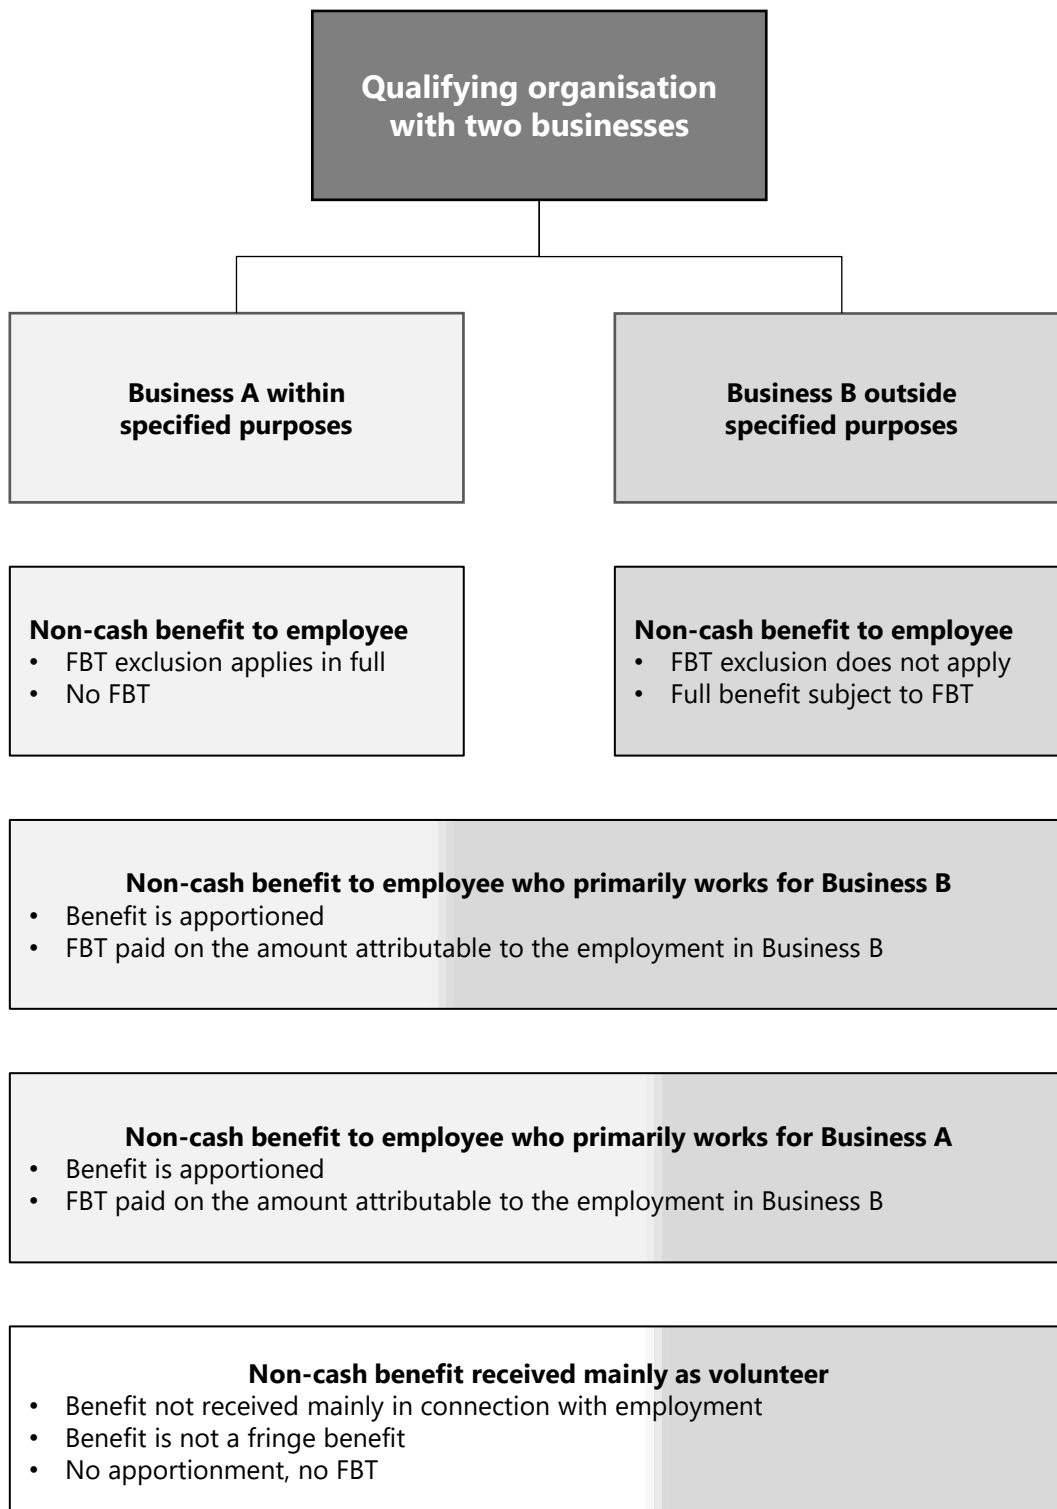 Qualifying organisation
with two businesses
Business A within
specified purposes
Business B outside
specified purposes
Non-cash benefit to employee
• FBT exclusion applies in full
• No FBT
Non-cash benefit to employee
• FBT exclusion does not apply
• Full benefit subject to FBT
Non-cash benefit to employee who primarily works for Business B
• Benefit is apportioned
• FBT paid on the amount attributable to the employment in Business B
Non-cash benefit to employee who primarily works for Business A
• Benefit is apportioned
• FBT paid on the amount attributable to the employment in Business B
Non-cash benefit received mainly as volunteer
• Benefit not received mainly in connection with employment
• Benefit is not a fringe benefit
• No apportionment, no FBT